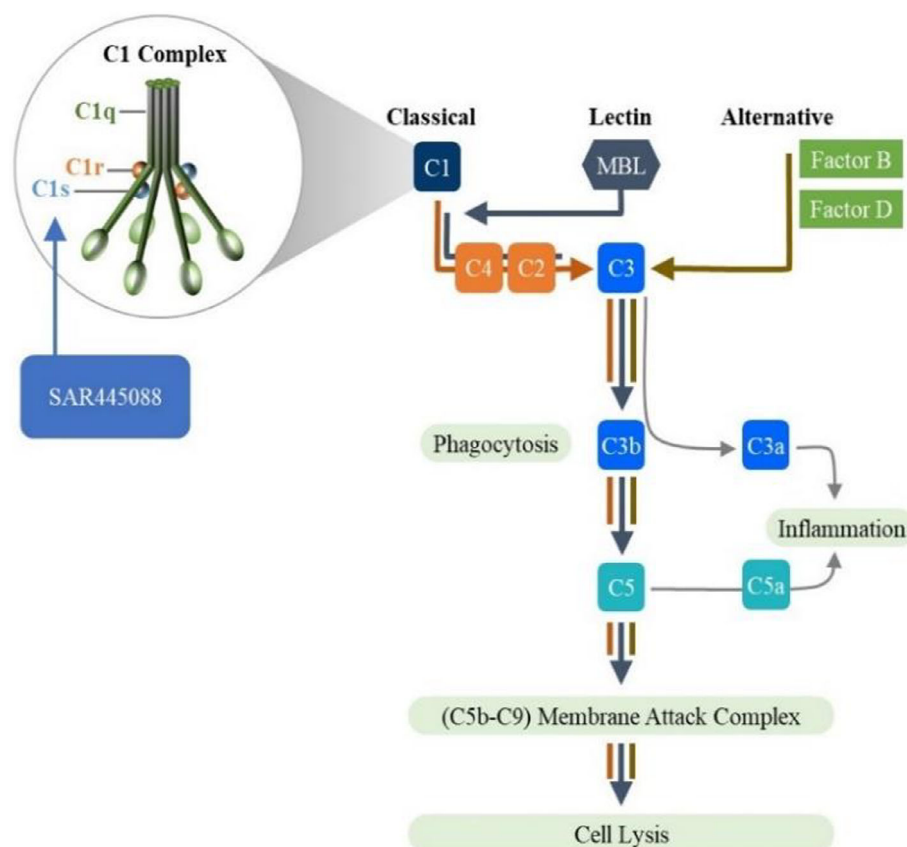 C1 Complex
C1q
C1r
C1s
SAR445088
Classical
Lectin
Alternative
C1
MBL
Factor B
Factor D
C4
C2
C3
Phagocytosis
C3b
C3a
Inflammation
C5
C5a
(C5b-C9) Membrane Attack Complex
Cell Lysis